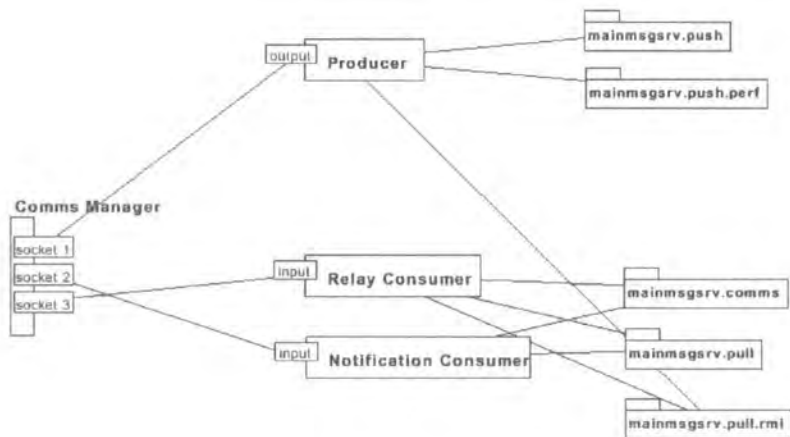 mainmsgsrv.push
output
Producer
mainmsgsrv.push.perf
Comms Manager
socket 1
socket 2
socket 3
input
Relay Consumer
mainmsgsrv.comms
input
Notification Consumer
mainmsgsrv.pull
mainmsgsrv.pull.rmi